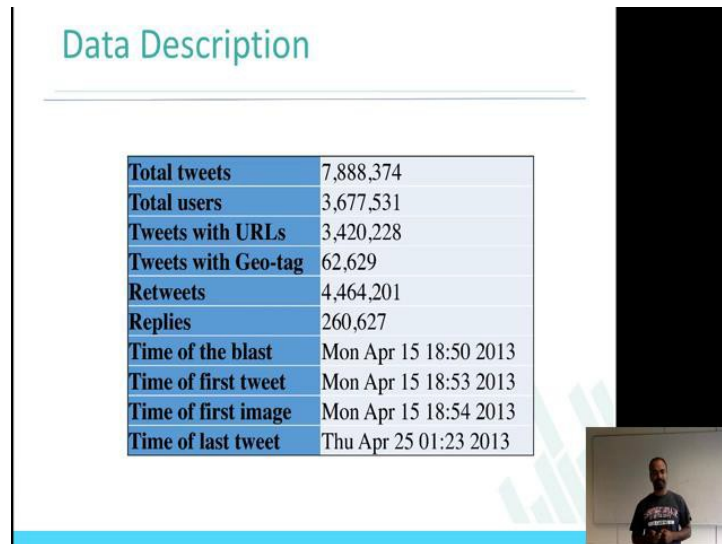 Data Description
Total tweets 7,888,374
Total users 3,677,531
Tweets with URLs 3,420,228
Tweets with Geo-tag 62,629
Retweets 4,464,201
Replies 260,627
Time of the blast Mon Apr 15 18:50 2013
Time of first tweet Mon Apr 15 18:53 2013
Time of first image Mon Apr 15 18:54 2013
Time of last tweet Thu Apr 25 01:23 2013